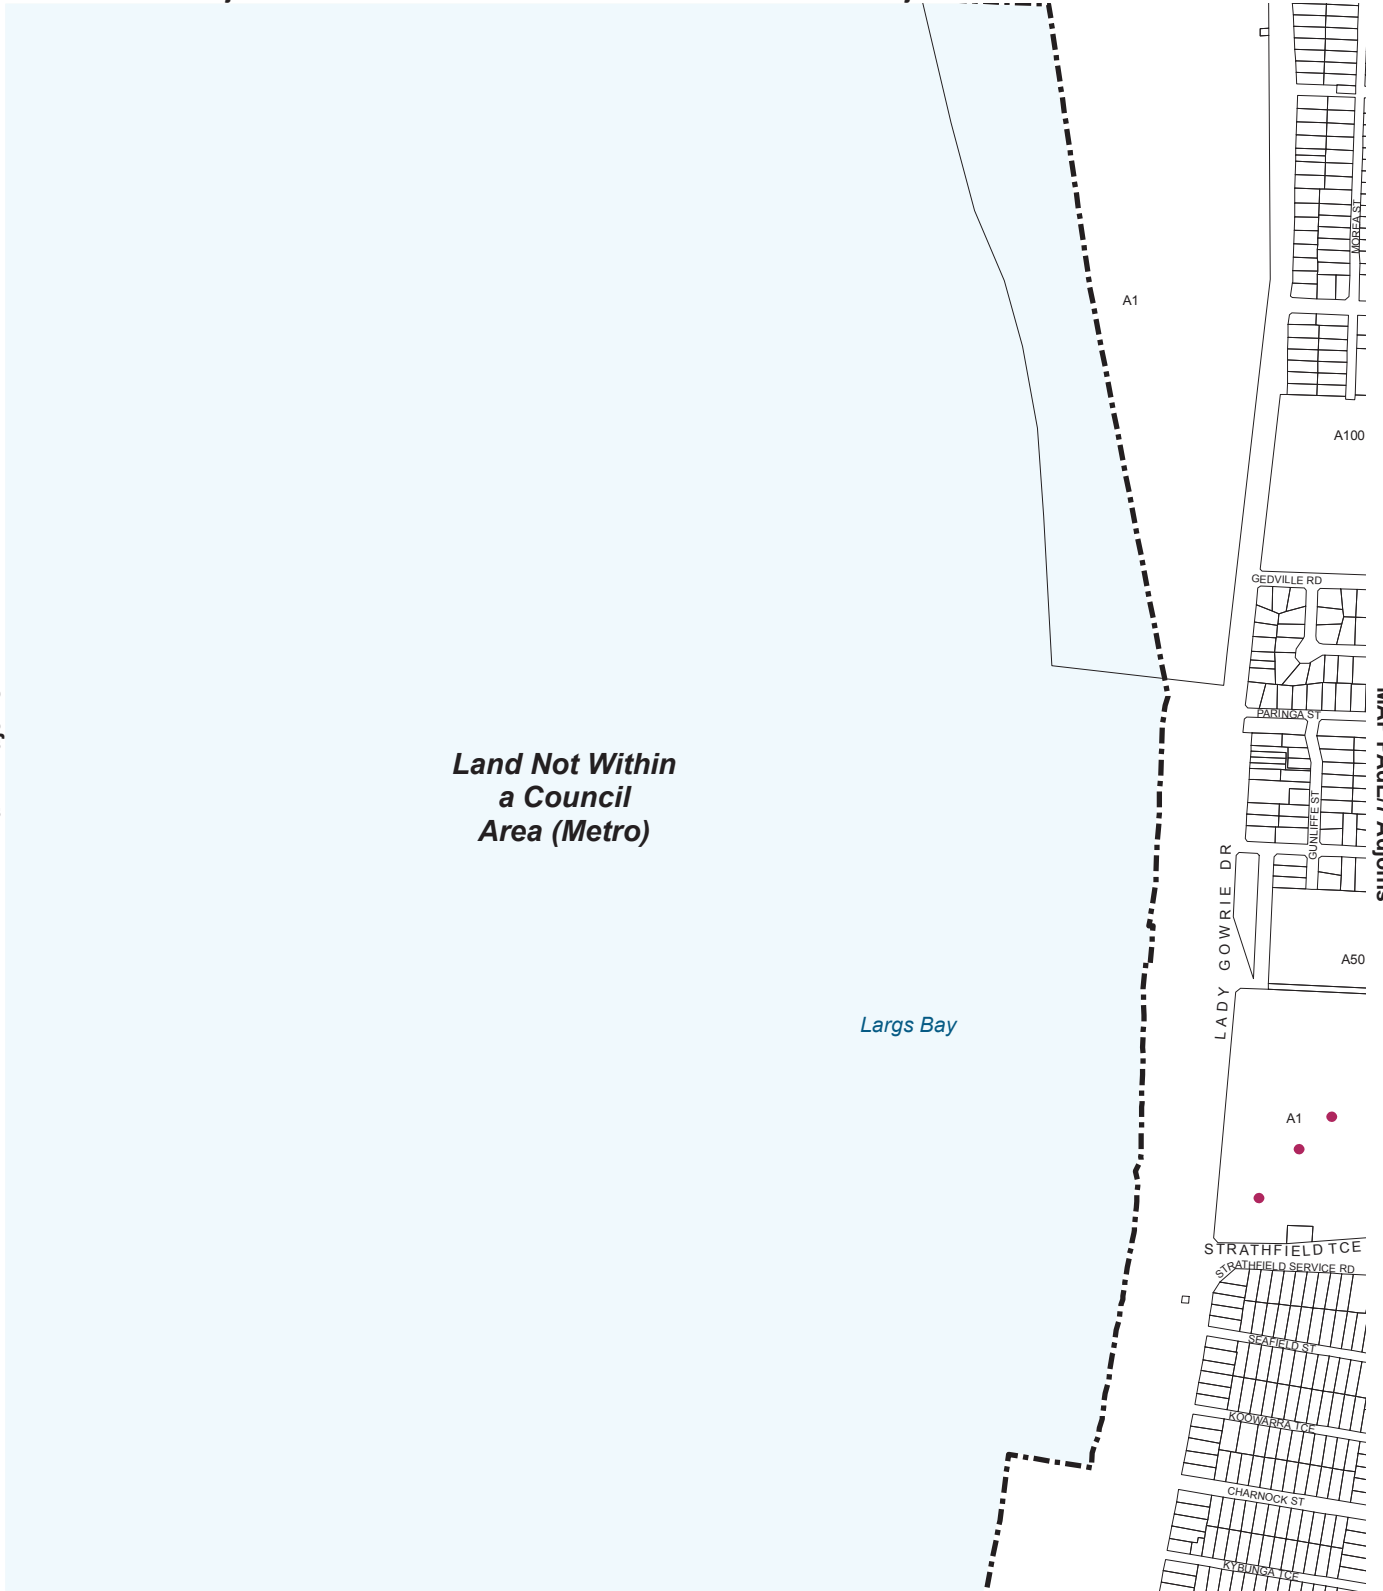 MORFA ST
A1
A100
GEDVILLE RD
PARINGA ST
Land Not Within
a Council
Area (Metro)
GUNLIFFE ST
LADY GOWRIE DR
A50
Largs Bay
A1
STRATHFIELD TCE
STRATHFIELD SERVICE RD
SEAFIELD ST
KOOWARRA TCE
CHARNOCK ST
KYBUNGA TCE